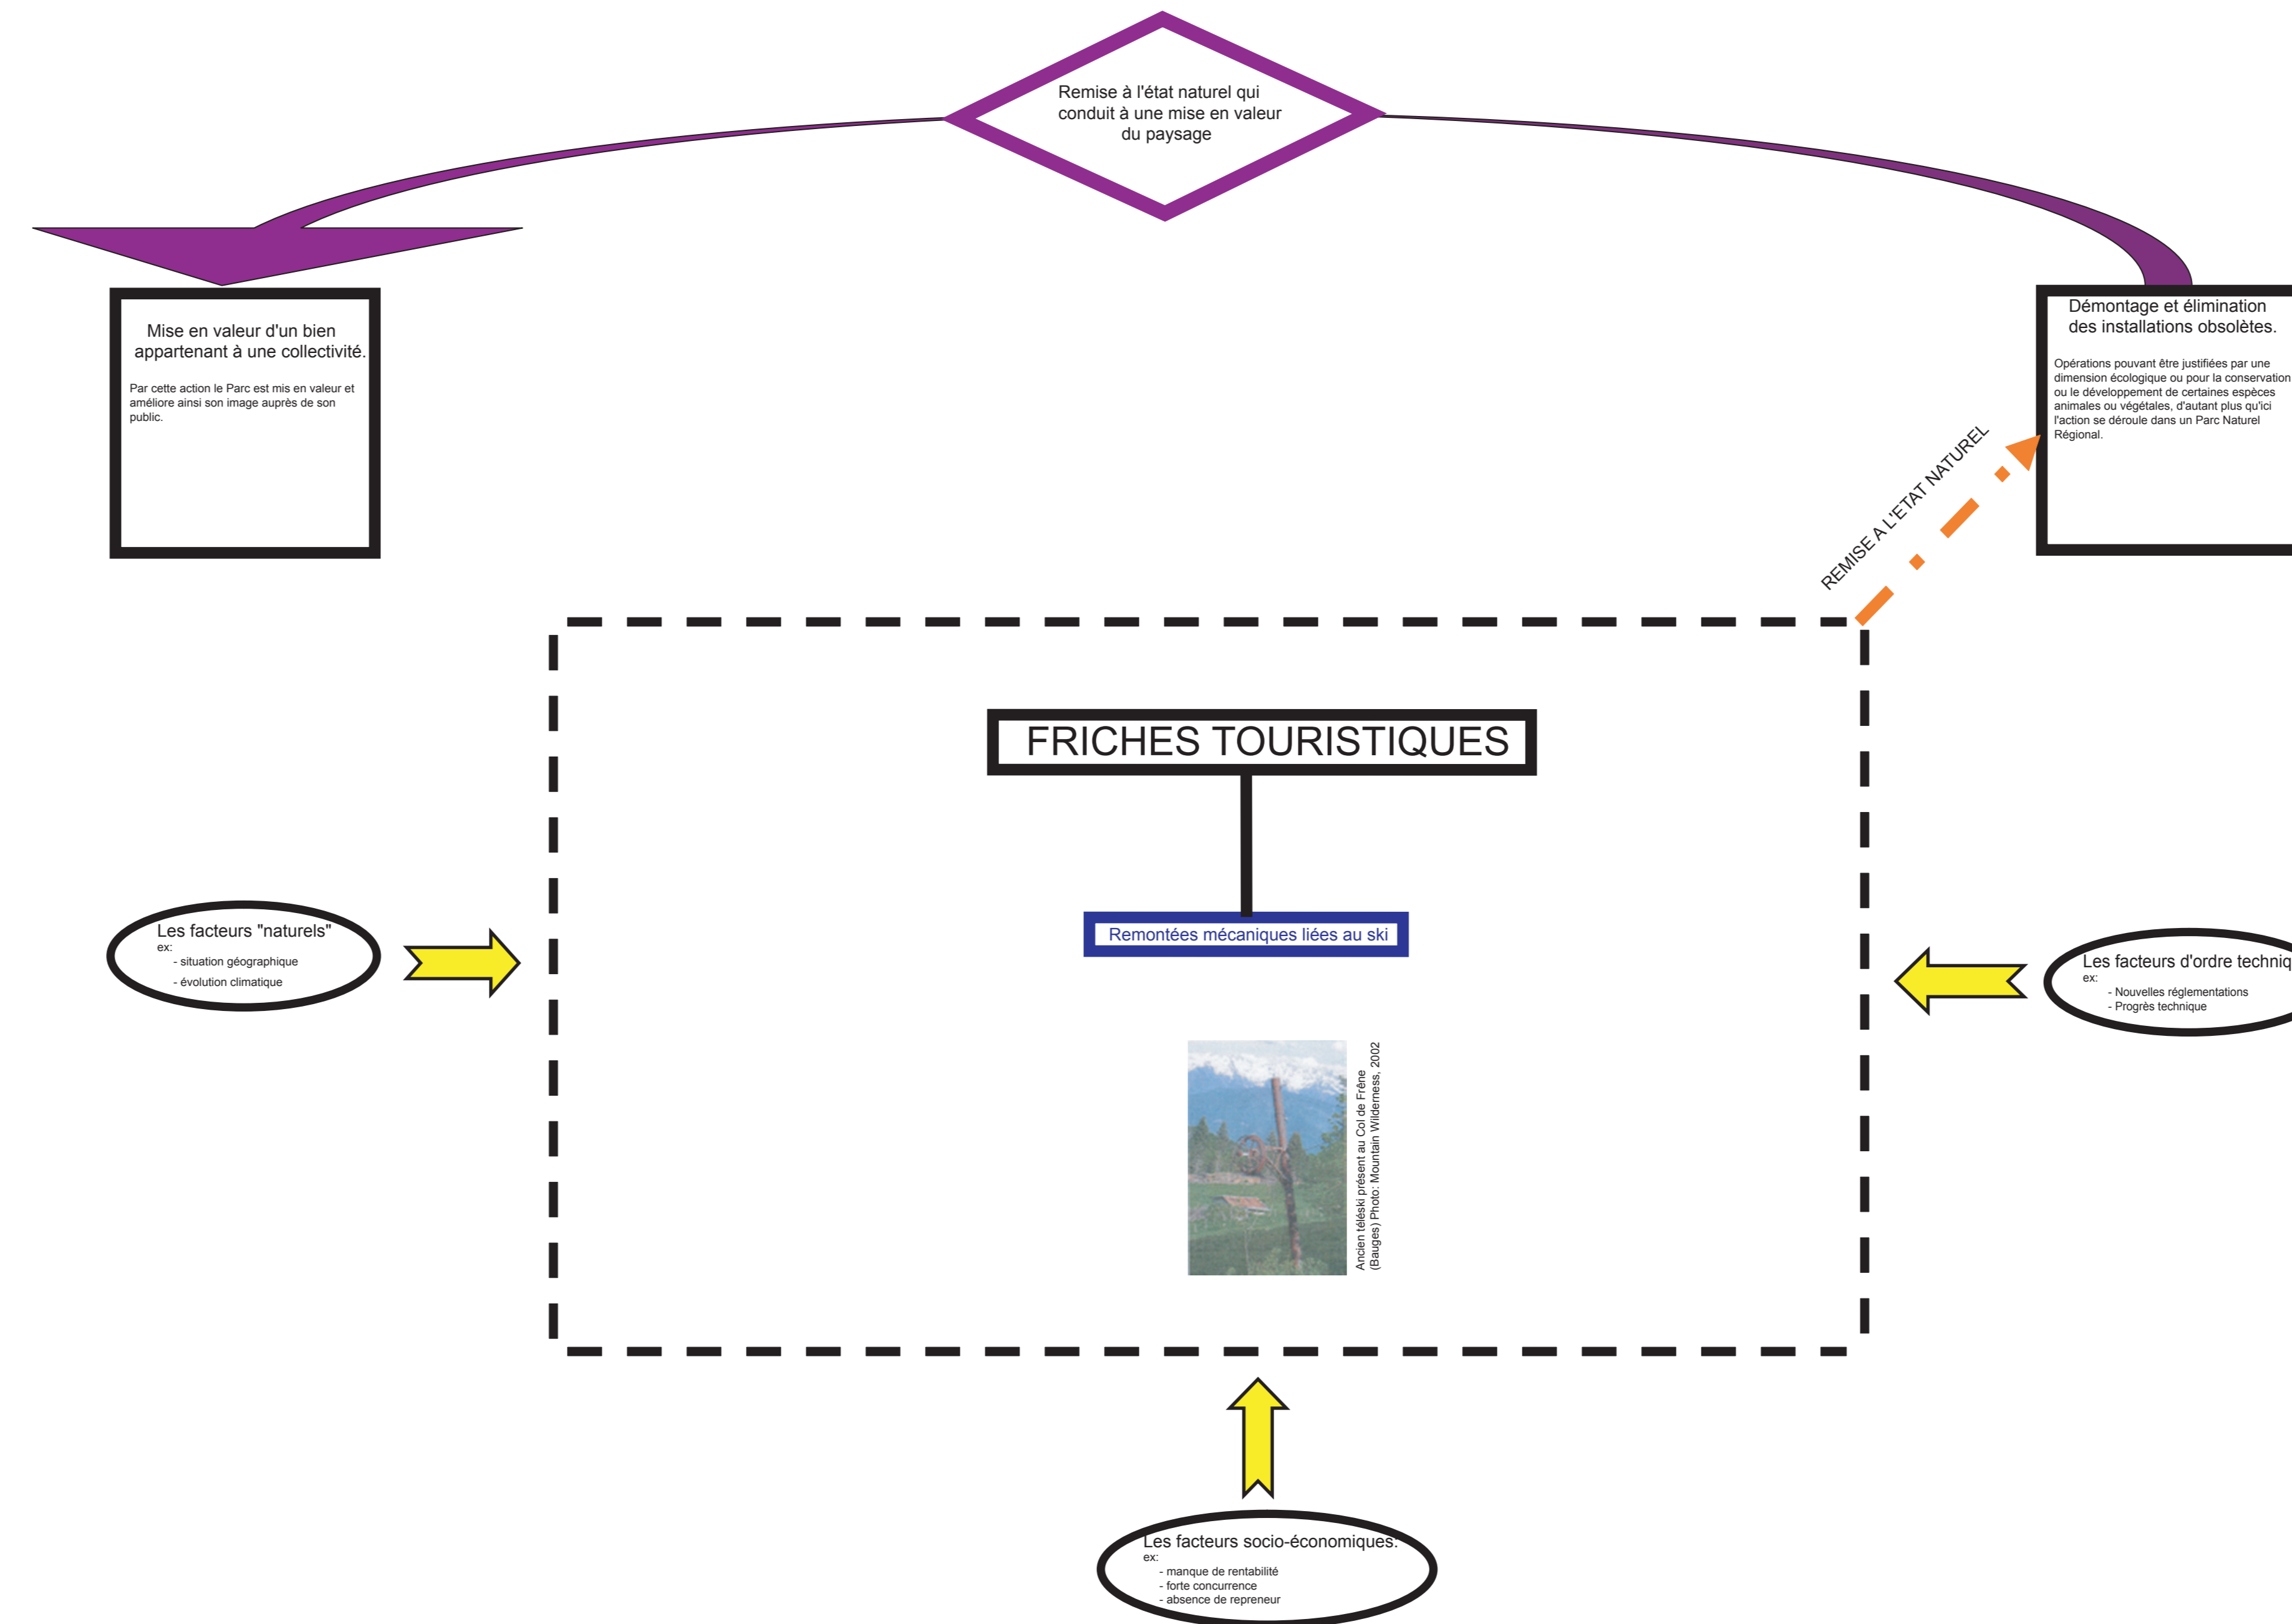 Remise à l'état naturel qui
conduit à une mise en valeur
du paysage
Mise en valeur d'un bien
appartenant à une collectivité.
Par cette action le Parc est mis en valeur et
améliore ainsi son image auprès de son
public.
Démontage et élimination
des installations obsolètes.
Opérations pouvant être justifiées par une
dimension écologique ou pour la conservation
ou le développement de certaines espèces
animales ou végétales, d'autant plus qu'ici
l'action se déroule dans un Parc Naturel
Régional.
REMISE A L'ETAT NATUREL
FRICHES TOURISTIQUES
Remontées mécaniques liées au ski
Les facteurs "naturels"
ex:
- situation géographique
- évolution climatique
Les facteurs d'ordre techniq
ex:
- Nouvelles réglementations
- Progrès technique
Ancien téléski présent au Col de Frêne
(Bauges) Photo: Mountain Wilderness, 2002
Les facteurs socio-économiques:
ex:
- manque de rentabilité
- forte concurrence
- absence de repreneur